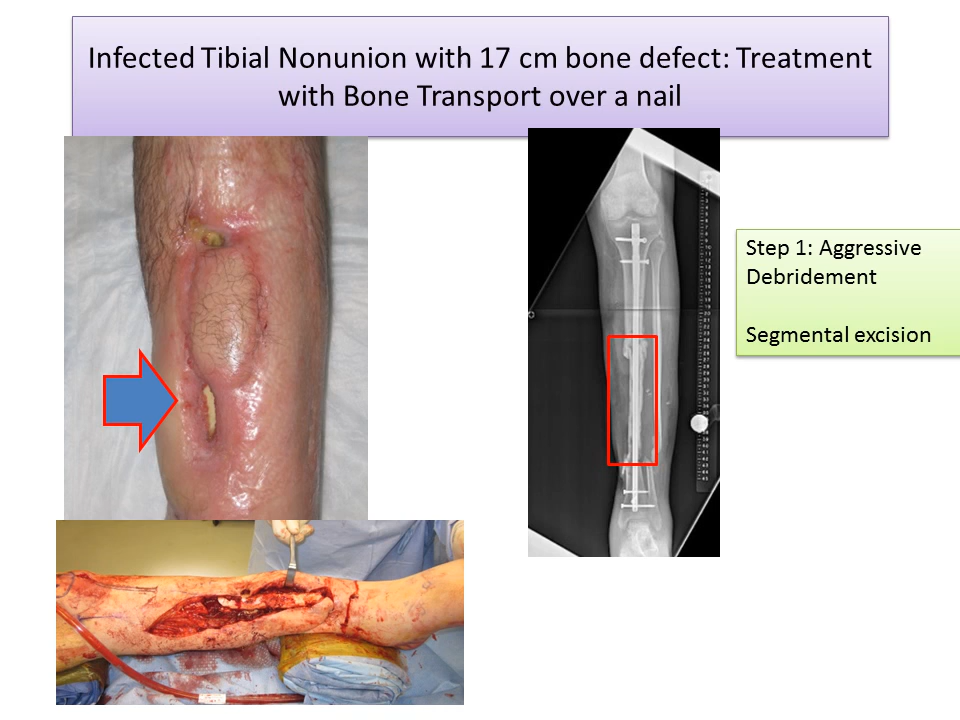 Infected Tibial Nonunion with 17 cm bone defect: Treatment
with Bone Transport over a nail
Step 1: Aggressive
Debridement
Segmental excision